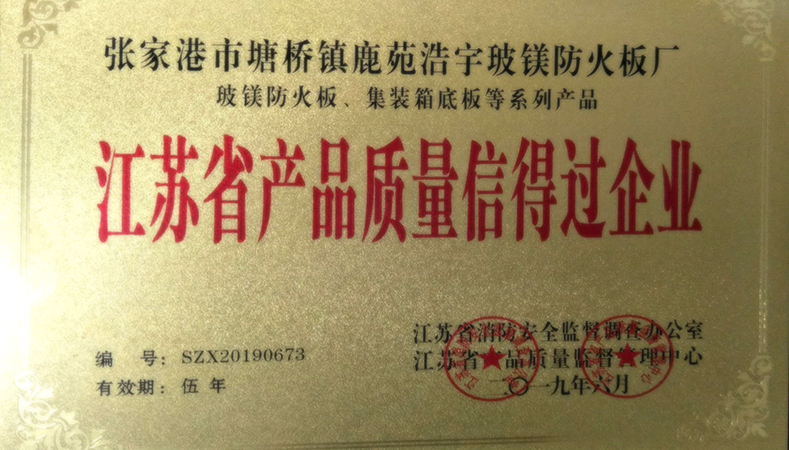 张家港市塘桥镇鹿苑浩宇玻镁防火板厂
玻镁防火板、集装箱底板等系列产品
江苏省产品质量信得过企业
江苏省消防安全监督调查办公室
江苏省产品质量监督管理中心
二〇一九年六月
编 号: SZX20190673
有效期: 伍 年